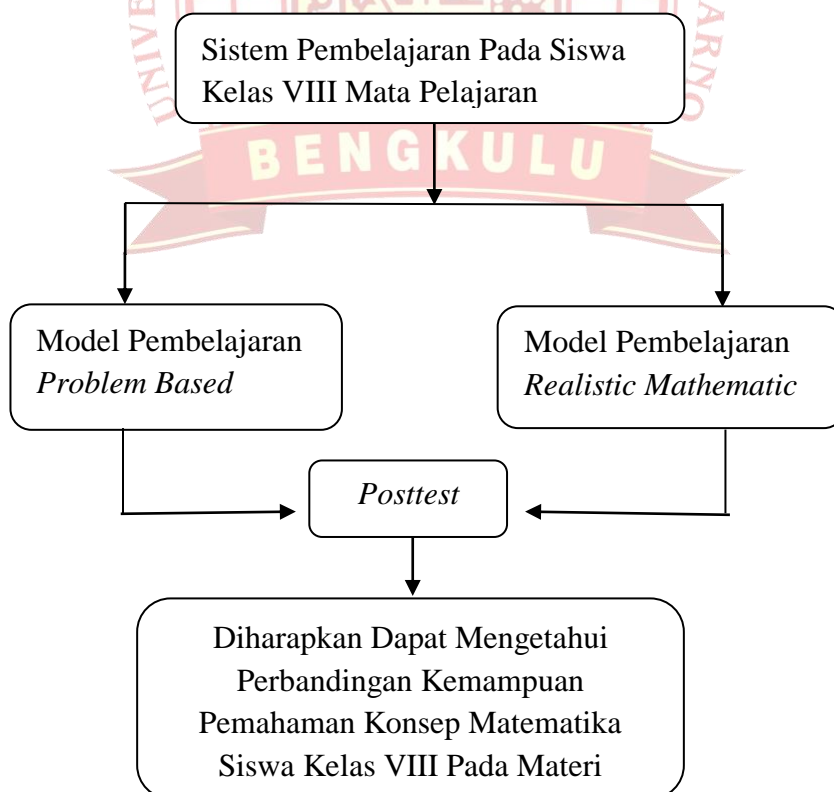 Sistem Pembelajaran Pada Siswa
Kelas VIII Mata Pelajaran
BENGKULU
Model Pembelajaran
Problem Based
Model Pembelajaran
Realistic Mathematic
Posttest
Diharapkan Dapat Mengetahui
Perbandingan Kemampuan
Pemahaman Konsep Matematika
Siswa Kelas VIII Pada Materi